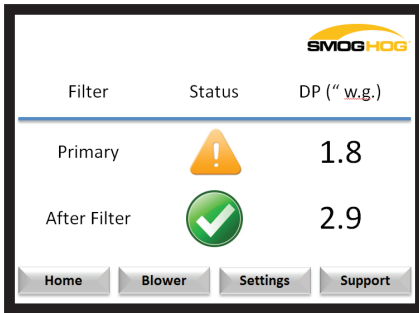 SMOGHOG
Filter Status DP (“ w.g.)
Primary ! 1.8
After Filter 2.9
Home Blower Settings Support